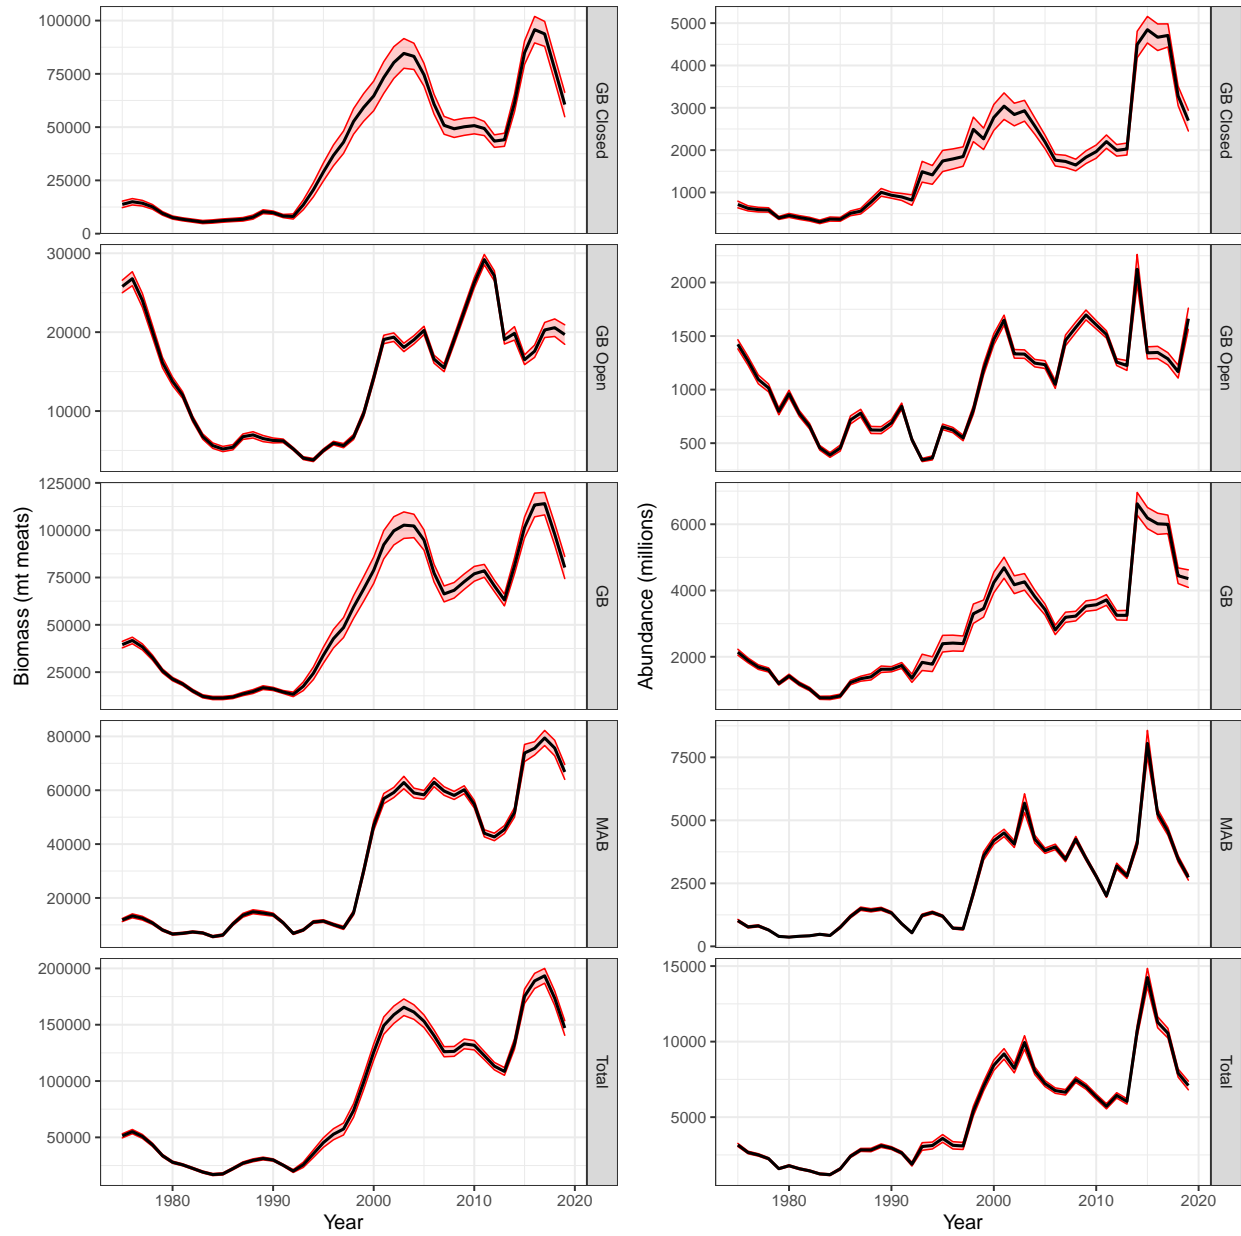 Biomass (mt meats)
100000
75000
50000
25000
0
GB Closed
30000
20000
10000
GB Open
125000
100000
75000
50000
25000
GB
80000
60000
40000
20000
MAB
200000
150000
100000
50000
Total
1980 1990 2000 2010 2020
Year
Abundance (millions)
5000
4000
3000
2000
1000
GB Closed
2000
1500
1000
500
GB Open
6000
4000
2000
GB
7500
5000
2500
0
MAB
15000
10000
5000
Total
1980 1990 2000 2010 2020
Year